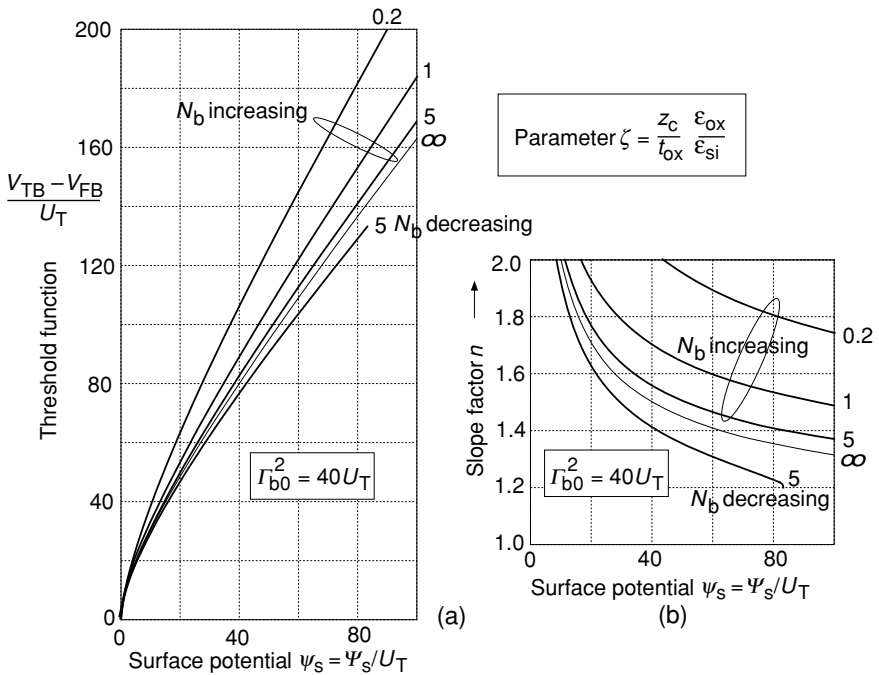 0.2
200
1
N_b increasing
5
∞
160
V_TB – V_FB
U_T
5 N_b decreasing
120
Threshold function
80
Γ_b0^2 = 40U_T
40
0
0 40 80
Surface potential ψ_s = Ψ_s/U_T
(a)
Parameter ζ = z_c/t_ox ε_ox/ε_si
2.0
1.8
0.2
N_b increasing
Slope factor n
1.6
1
5
1.4
∞
Γ_b0^2 = 40U_T
5
1.2
N_b decreasing
1.0
0 40 80
Surface potential ψ_s = Ψ_s/U_T
(b)